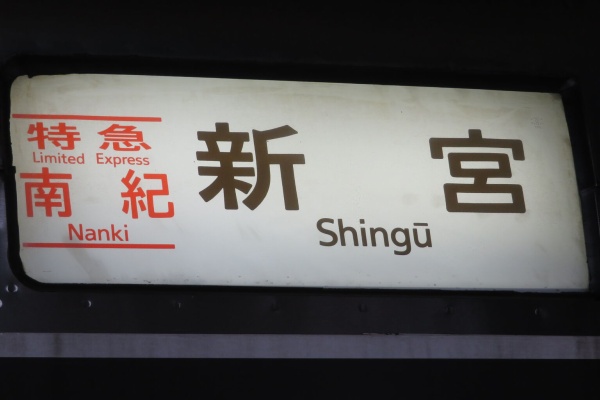 特急
Limited Express
南紀
Nanki
新宮
Shingū